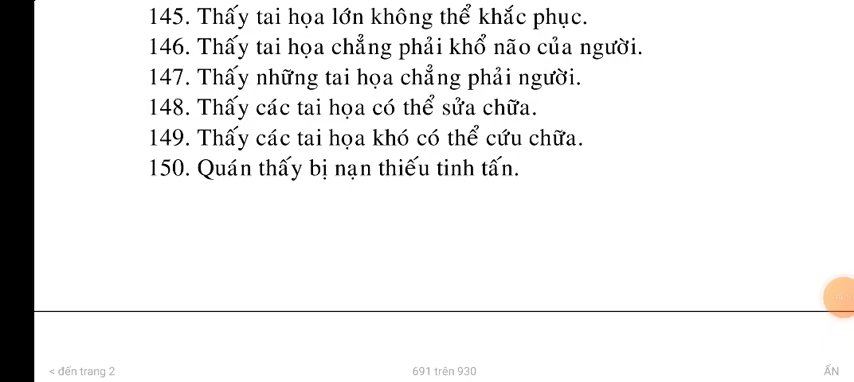 145. Thấy tai họa lớn không thể khắc phục.
146. Thấy tai họa chẳng phải khổ não của người.
147. Thấy những tai họa chẳng phải người.
148. Thấy các tai họa có thể sửa chữa.
149. Thấy các tai họa khó có thể cứu chữa.
150. Quán thấy bị nạn thiếu tinh tấn.
< đến trang 2
691 trên 930
ẨN